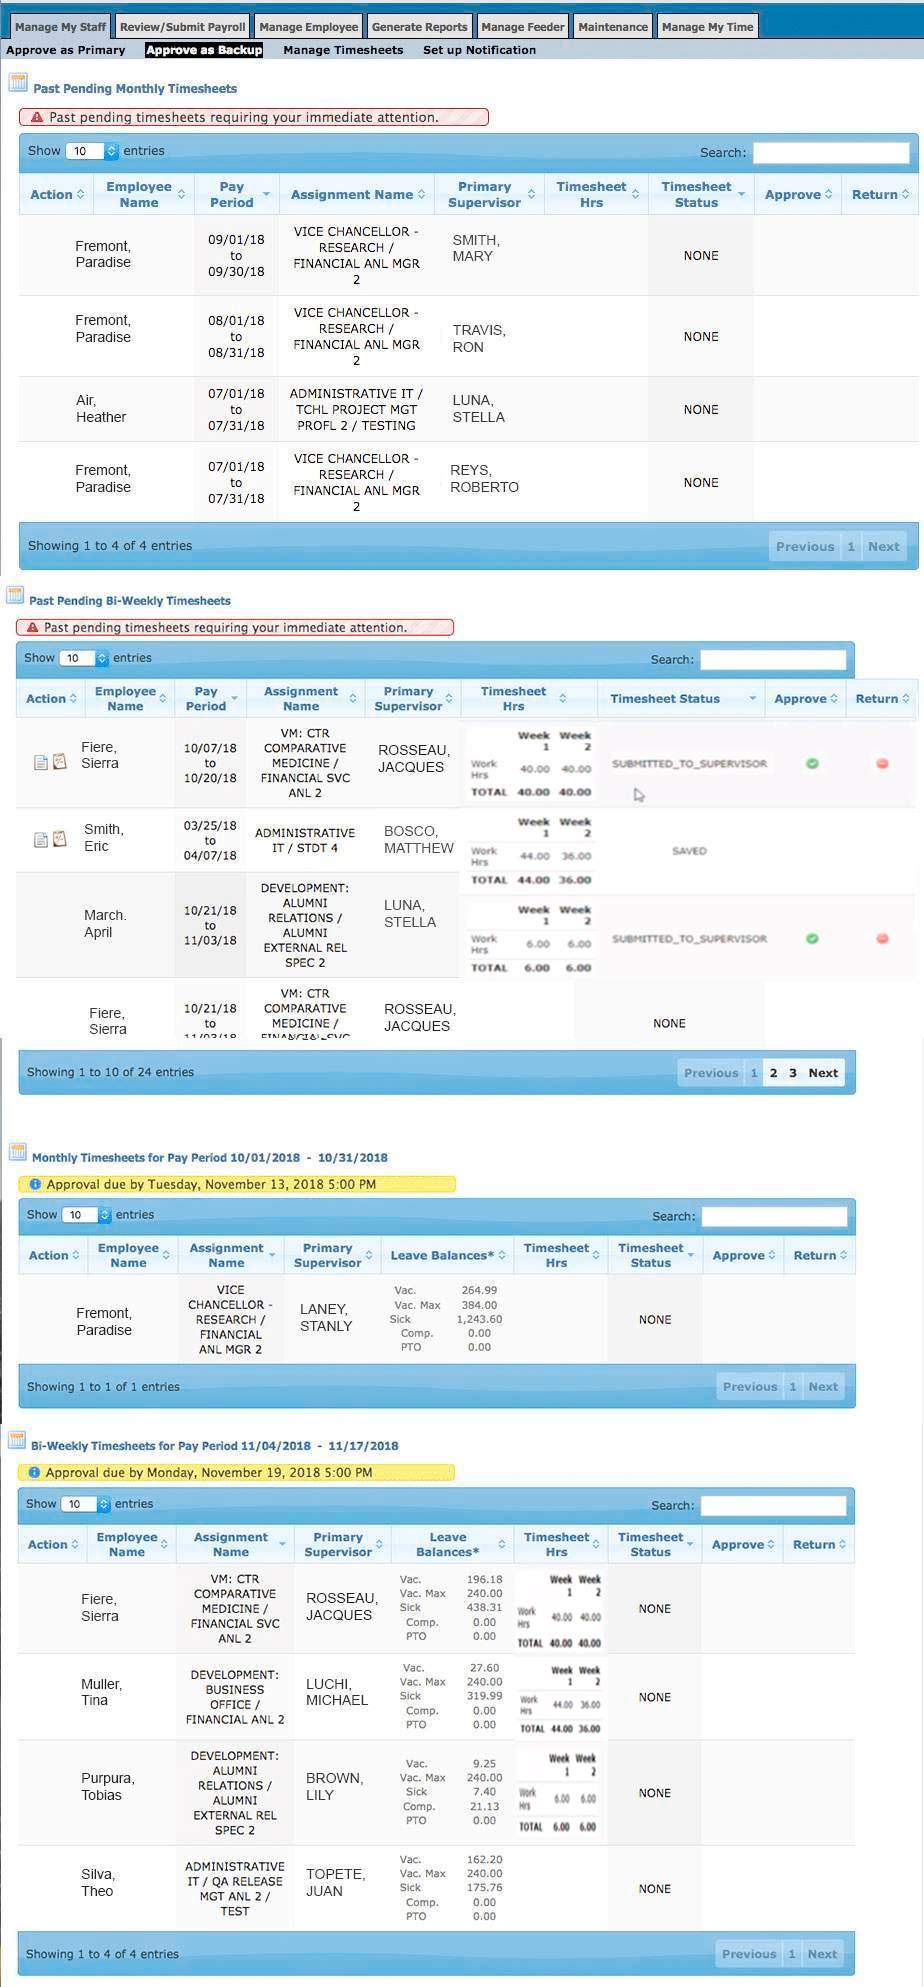 Manage My Staff Review/Submit Payroll Manage Employee Generate Reports Manage Feeder Maintenance Manage My Time
Approve as Primary Approve as Backup Manage Timesheets Set up Notification
Past Pending Monthly Timesheets
Past pending timesheets requiring your immediate attention.
Show 10 entries Search:
Action Employee Name Pay Period Assignment Name Primary Supervisor Timesheet Hrs Timesheet Status Approve Return
Fremont, Paradise 09/01/18 to 09/30/18 VICE CHANCELLOR - RESEARCH / FINANCIAL ANL MGR 2 SMITH, MARY NONE
Fremont, Paradise 08/01/18 to 08/31/18 VICE CHANCELLOR - RESEARCH / FINANCIAL ANL MGR 2 TRAVIS, RON NONE
Air, Heather 07/01/18 to 07/31/18 ADMINISTRATIVE IT / TCHL PROJECT MGT PROFL 2 / TESTING LUNA, STELLA NONE
Fremont, Paradise 07/01/18 to 07/31/18 VICE CHANCELLOR - RESEARCH / FINANCIAL ANL MGR 2 REYS, ROBERTO NONE
Showing 1 to 4 of 4 entries Previous 1 Next
Past Pending Bi-Weekly Timesheets
Past pending timesheets requiring your immediate attention.
Show 10 entries Search:
Action Employee Name Pay Period Assignment Name Primary Supervisor Timesheet Hrs Timesheet Status Approve Return
Fiere, Sierra 10/07/18 to 10/20/18 VM: CTR COMPARATIVE MEDICINE / FINANCIAL SVC ANL 2 ROSSEAU, JACQUES Week 1 Week 2 Work Hrs 40.00 40.00 TOTAL 40.00 40.00 SUBMITTED_TO_SUPERVISOR
Smith, Eric 03/25/18 to 04/07/18 ADMINISTRATIVE IT / STDT 4 BOSCO, MATTHEW Week 1 Week 2 Work Hrs 44.00 36.00 TOTAL 44.00 36.00 SAVED
March. April 10/21/18 to 11/03/18 DEVELOPMENT: ALUMNI RELATIONS / ALUMNI EXTERNAL REL SPEC 2 LUNA, STELLA Week 1 Week 2 Work Hrs 6.00 6.00 TOTAL 6.00 6.00 SUBMITTED_TO_SUPERVISOR
Fiere, Sierra 10/21/18 to 11/03/18 VM: CTR COMPARATIVE MEDICINE / FINANCIAL SVC ROSSEAU, JACQUES NONE
Showing 1 to 10 of 24 entries Previous 1 2 3 Next
Monthly Timesheets for Pay Period 10/01/2018 - 10/31/2018
Approval due by Tuesday, November 13, 2018 5:00 PM
Show 10 entries Search:
Action Employee Name Assignment Name Primary Supervisor Leave Balances* Timesheet Hrs Timesheet Status Approve Return
Fremont, Paradise VICE CHANCELLOR - RESEARCH / FINANCIAL ANL MGR 2 LANEY, STANLY Vac. 264.99 Vac. Max 384.00 Sick 1,243.60 Comp. 0.00 PTO 0.00 NONE
Showing 1 to 1 of 1 entries Previous 1 Next
Bi-Weekly Timesheets for Pay Period 11/04/2018 - 11/17/2018
Approval due by Monday, November 19, 2018 5:00 PM
Show 10 entries Search:
Action Employee Name Assignment Name Primary Supervisor Leave Balances* Timesheet Hrs Timesheet Status Approve Return
Fiere, Sierra VM: CTR COMPARATIVE MEDICINE / FINANCIAL SVC ANL 2 ROSSEAU, JACQUES Vac. 196.18 Vac. Max 240.00 Sick 438.31 Comp. 0.00 PTO 0.00 Week 1 Week 2 Work Hrs 40.00 40.00 TOTAL 40.00 40.00 NONE
Muller, Tina DEVELOPMENT: BUSINESS OFFICE / FINANCIAL ANL 2 LUCHI, MICHAEL Vac. 27.60 Vac. Max 240.00 Sick 319.99 Comp. 0.00 PTO 0.00 Week 1 Week 2 Work Hrs 44.00 36.00 TOTAL 44.00 36.00 NONE
Purpura, Tobias DEVELOPMENT: ALUMNI RELATIONS / ALUMNI EXTERNAL REL SPEC 2 BROWN, LILY Vac. 9.25 Vac. Max 240.00 Sick 7.40 Comp. 21.13 PTO 0.00 Week 1 Week 2 Work Hrs 6.00 6.00 TOTAL 6.00 6.00 NONE
Silva, Theo ADMINISTRATIVE IT / QA RELEASE MGT ANL 2 / TEST TOPETE, JUAN Vac. 162.20 Vac. Max 240.00 Sick 175.76 Comp. 0.00 PTO 0.00 NONE
Showing 1 to 4 of 4 entries Previous 1 Next